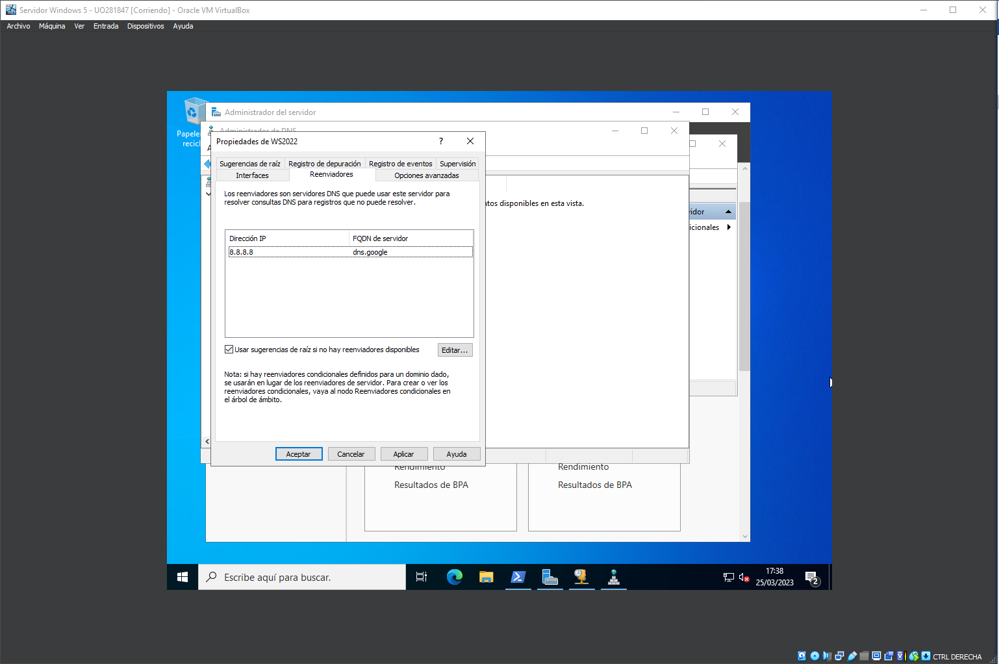 Servidor Windows 5 - UO281847 [Corriendo] - Oracle VM VirtualBox
Archivo Máquina Ver Entrada Dispositivos Ayuda
Administrador del servidor
Administrador de DNS
Papele
recicl
Propiedades de WS2022
?
Sugerencias de raíz Registro de depuración Registro de eventos Supervisión
Interfaces Reenviadores Opciones avanzadas
Los reenviadores son servidores DNS que puede usar este servidor para
resolver consultas DNS para registros que no puede resolver.
Dirección IP FQDN de servidor
8.8.8.8 dns.google
Usar sugerencias de raíz si no hay reenviadores disponibles
Editar...
Nota: si hay reenviadores condicionales definidos para un dominio dado,
se usarán en lugar de los reenviadores de servidor. Para crear o ver los
reenviadores condicionales, vaya al nodo Reenviadores condicionales en
el árbol de ámbito.
Aceptar Cancelar Aplicar Ayuda
ntos disponibles en esta vista.
vidor
icionales
Rendimiento Rendimiento
Resultados de BPA Resultados de BPA
Escribe aquí para buscar.
17:38
25/03/2023
2
CTRL DERECHA